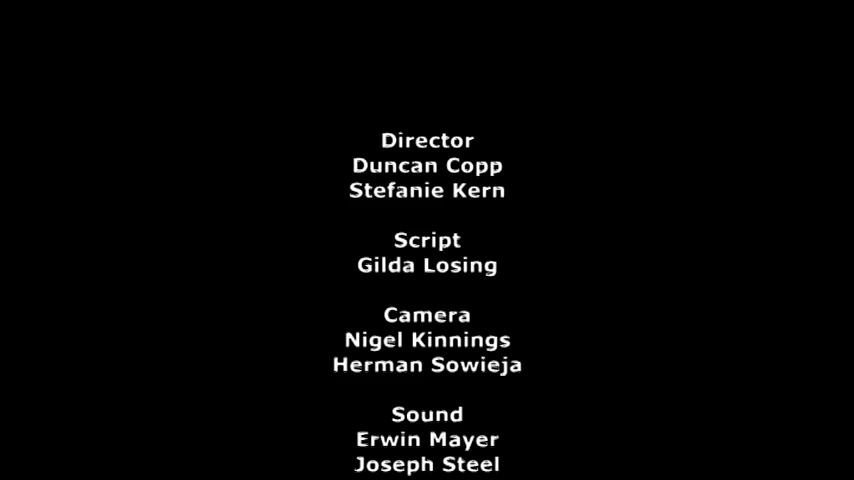 Director
Duncan Copp
Stefanie Kern
Script
Gilda Losing
Camera
Nigel Kinnings
Herman Sowieja
Sound
Erwin Mayer
Joseph Steel